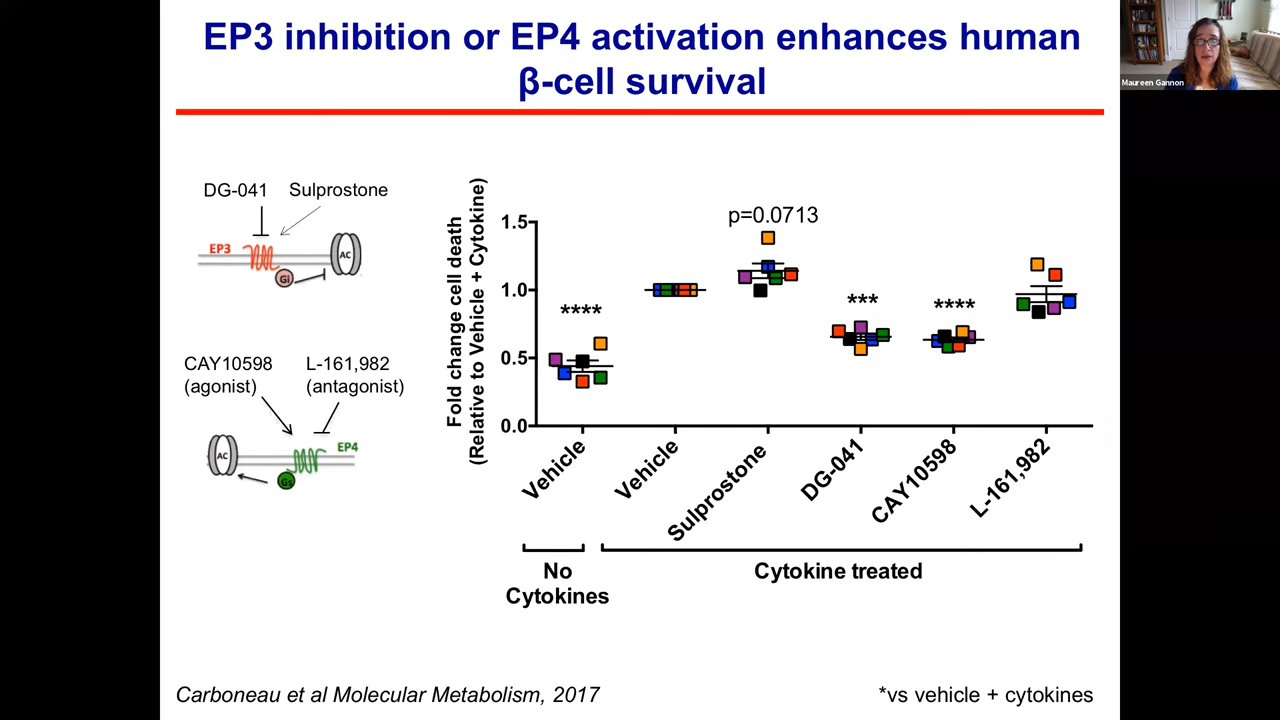 EP3 inhibition or EP4 activation enhances human
β-cell survival
Maureen Gannon
DG-041
Sulprostone
EP3
AC
Gi
CAY10598
(agonist)
L-161,982
(antagonist)
AC
EP4
Gs
Fold change cell death
(Relative to Vehicle + Cytokine)
1.5
1.0
0.5
0.0
****
p=0.0713
***
****
Vehicle
Vehicle
Sulprostone
DG-041
CAY10598
L-161,982
No
Cytokines
Cytokine treated
Carboneau et al Molecular Metabolism, 2017
*vs vehicle + cytokines